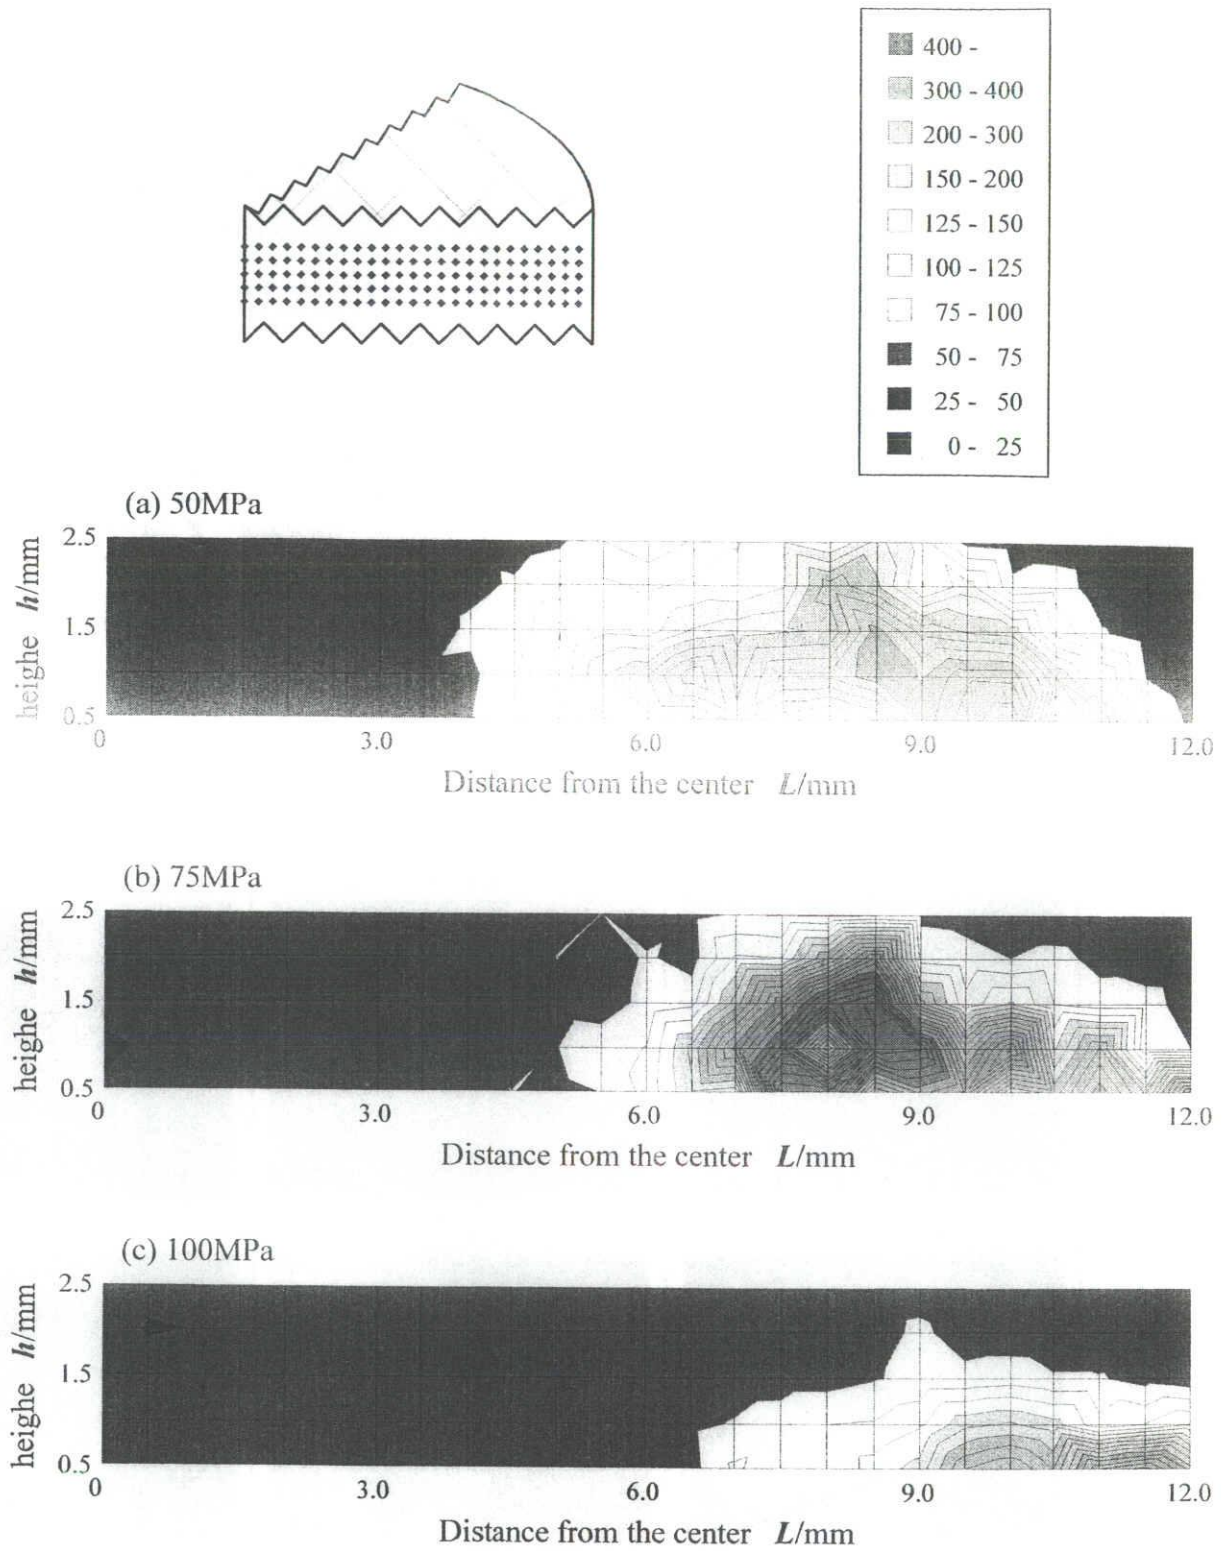 400 -
300 - 400
200 - 300
150 - 200
125 - 150
100 - 125
75 - 100
50 - 75
25 - 50
0 - 25
(a) 50MPa
heighe h/mm
2.5
1.5
0.5
0 3.0 6.0 9.0 12.0
Distance from the center L/mm
(b) 75MPa
heighe h/mm
2.5
1.5
0.5
0 3.0 6.0 9.0 12.0
Distance from the center L/mm
(c) 100MPa
heighe h/mm
2.5
1.5
0.5
0 3.0 6.0 9.0 12.0
Distance from the center L/mm